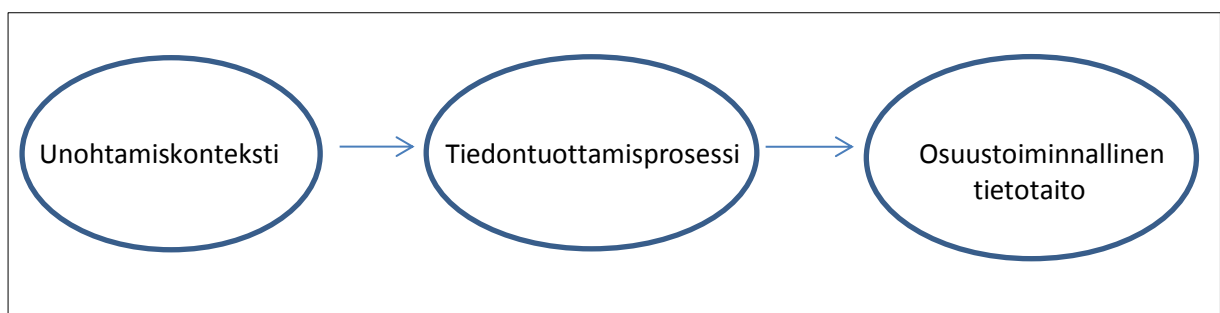 Unohtamiskonteksti
Tiedontuottamisprosessi
Osuustoiminnallinen
tietotaito